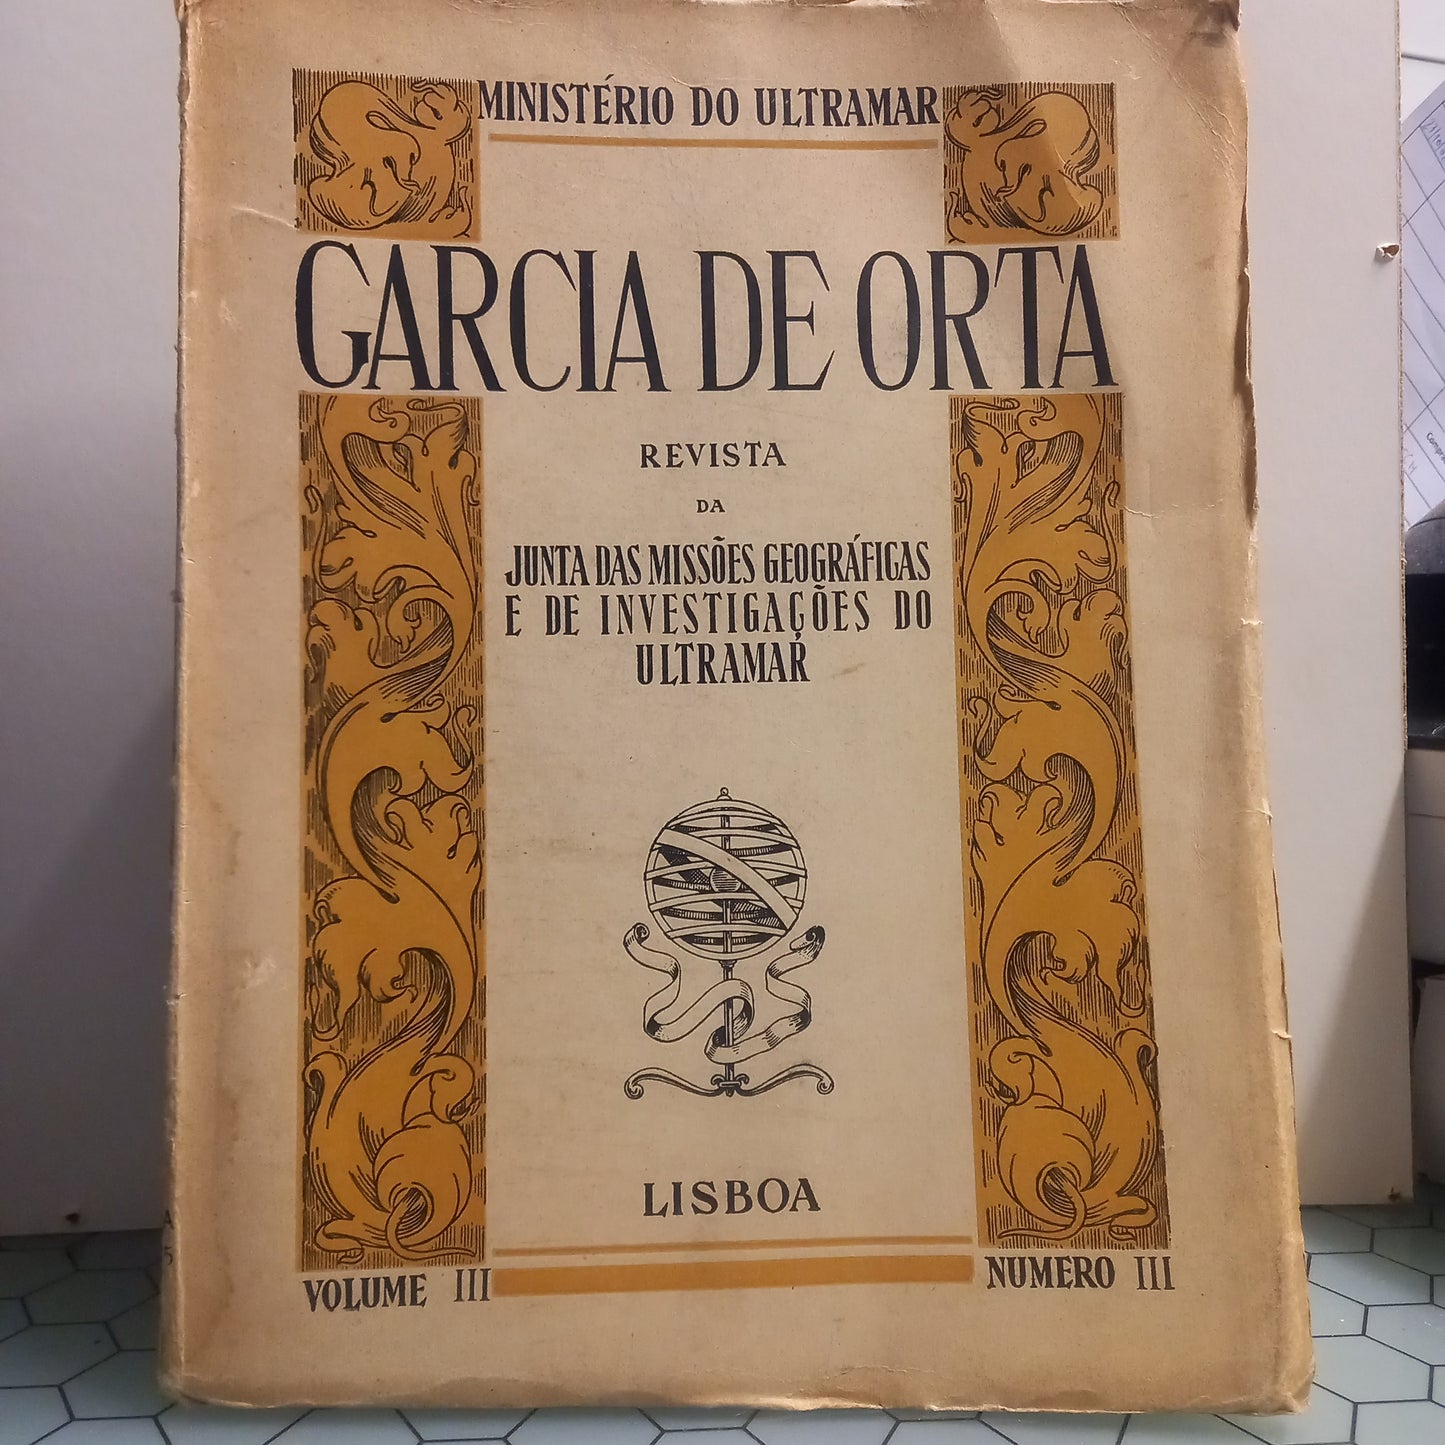 MINISTÉRIO DO ULTRAMAR
GARCIA DE ORTA
REVISTA
DA
JUNTA DAS MISSÕES GEOGRÁFICAS
E DE INVESTIGAÇÕES DO
ULTRAMAR
LISBOA
VOLUME III
NUMERO III